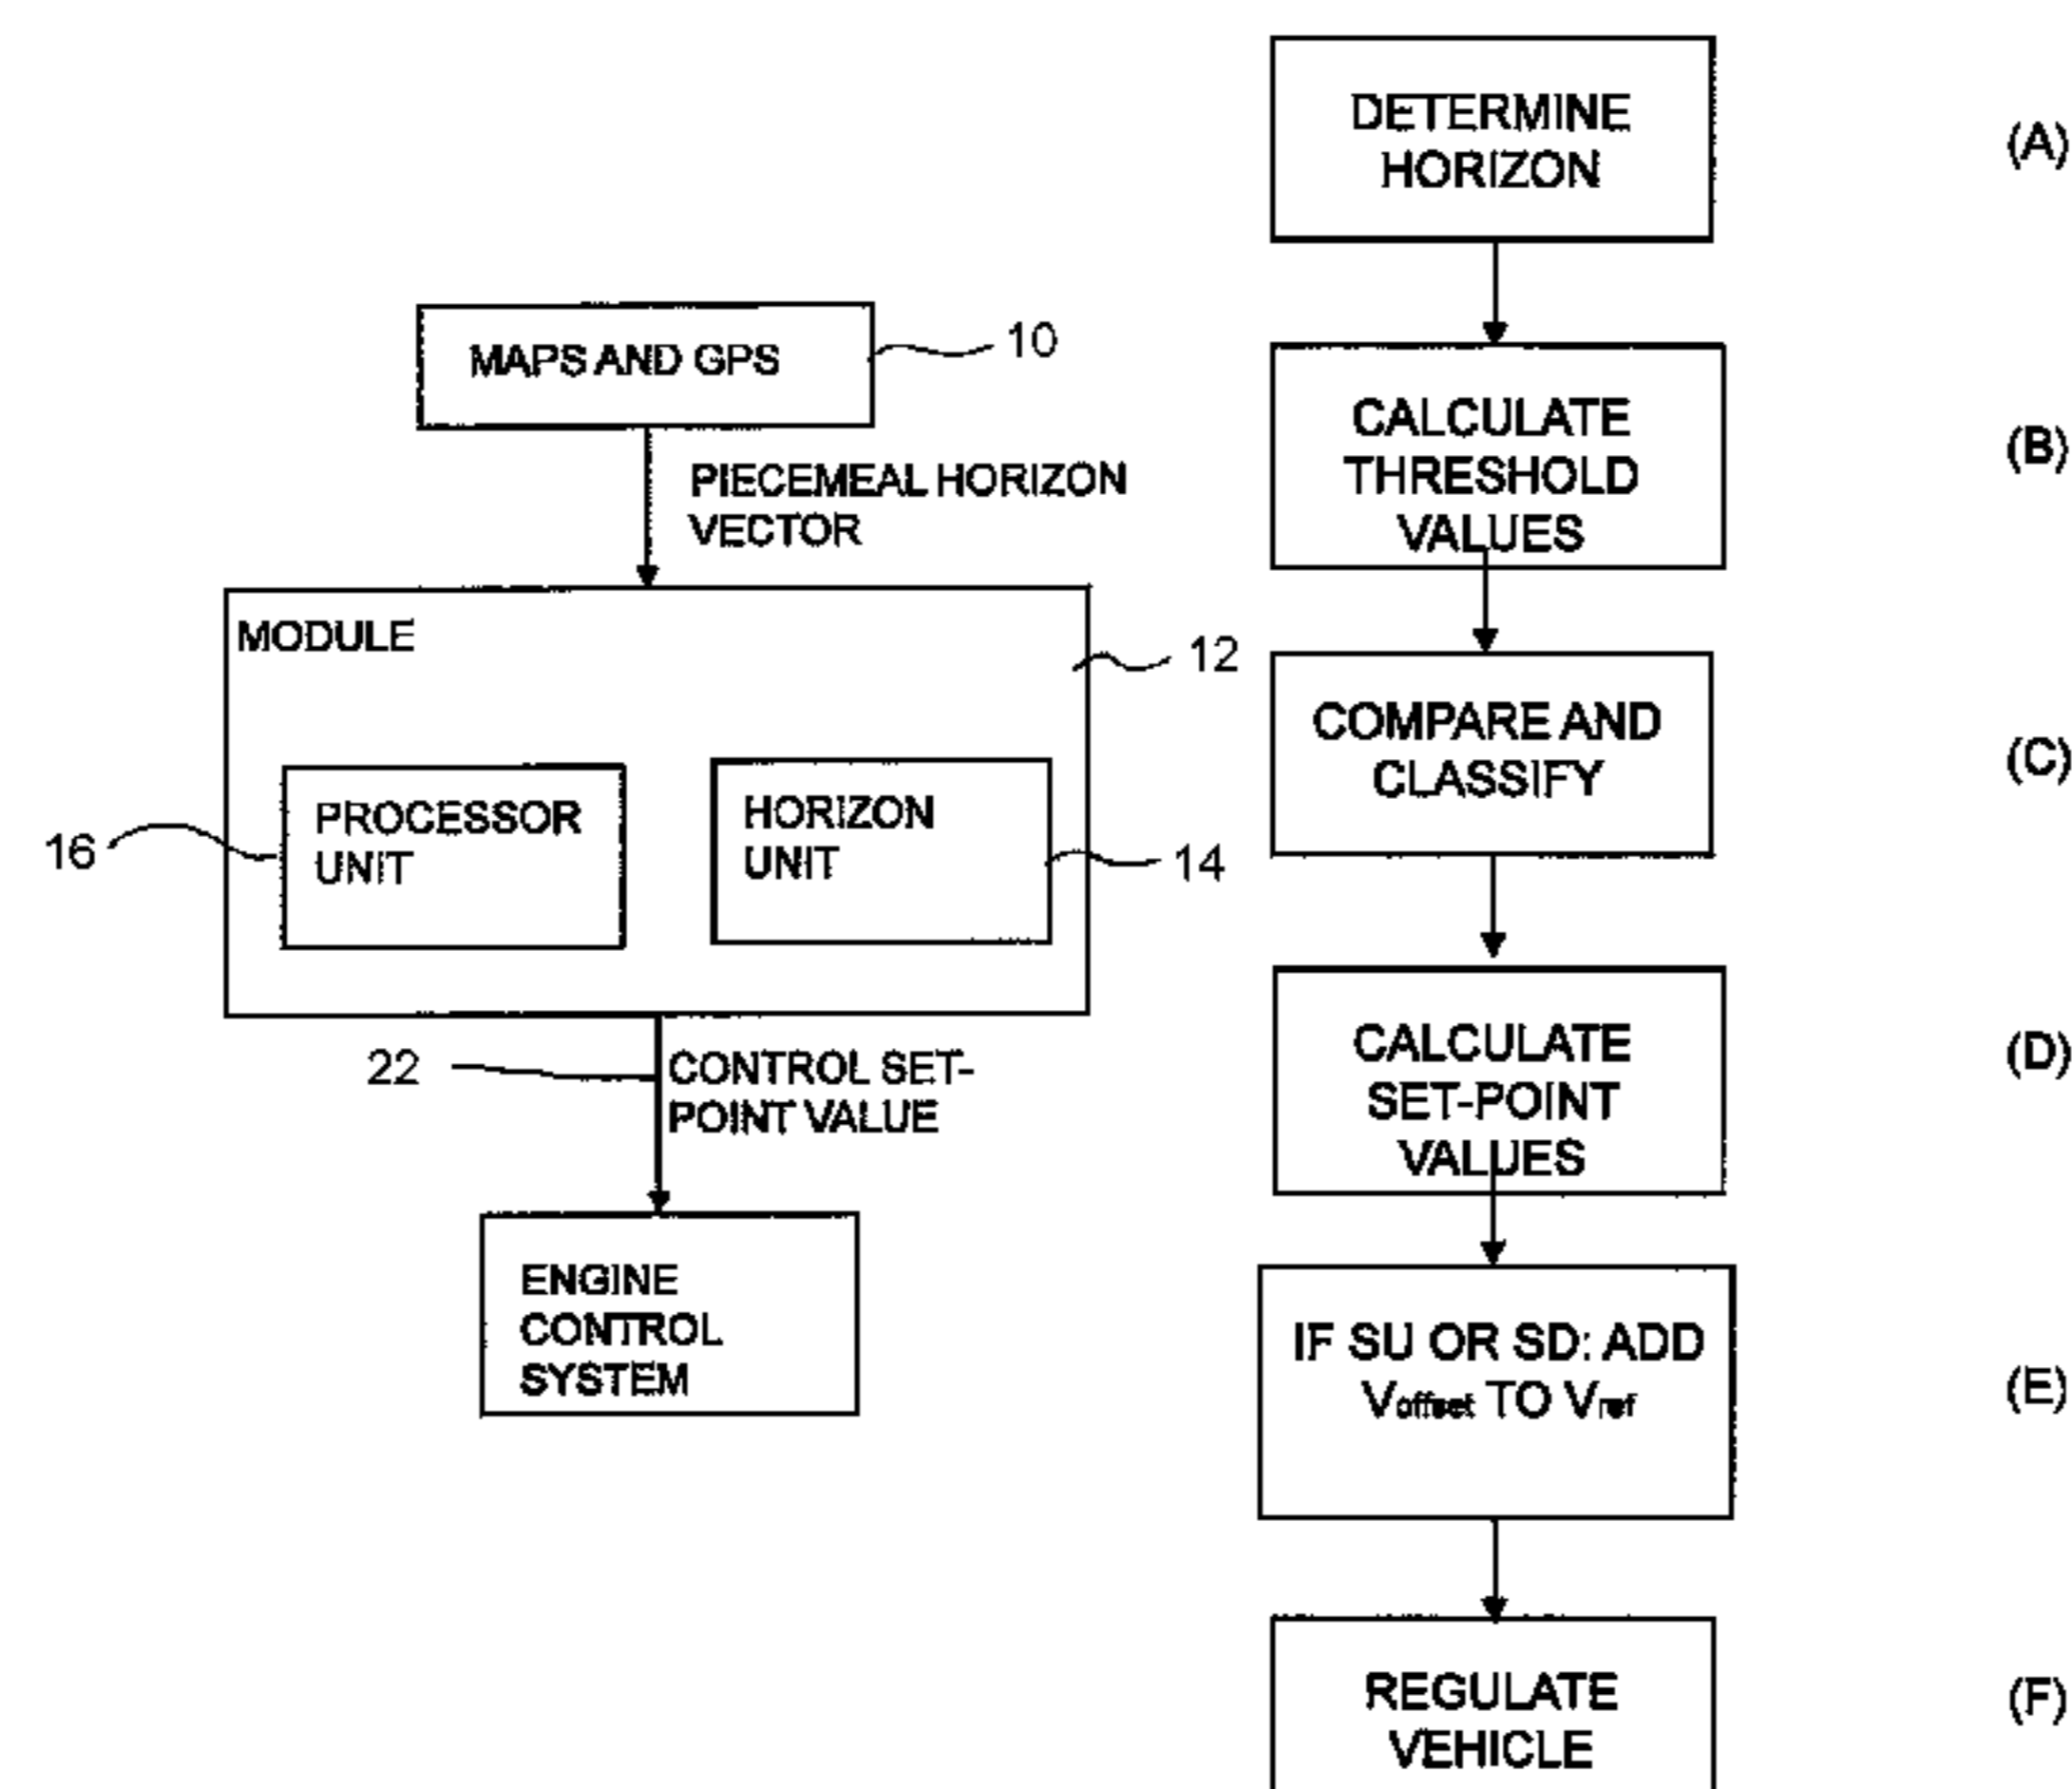 MAPS AND GPS
10
PIECEMEAL HORIZON
VECTOR
MODULE
12
PROCESSOR
UNIT
16
HORIZON
UNIT
14
22
CONTROL SET-
POINT VALUE
ENGINE
CONTROL
SYSTEM
DETERMINE
HORIZON
(A)
CALCULATE
THRESHOLD
VALUES
(B)
COMPARE AND
CLASSIFY
(C)
CALCULATE
SET-POINT
VALUES
(D)
IF SU OR SD: ADD
Voffset TO Vref
(E)
REGULATE
VEHICLE
(F)